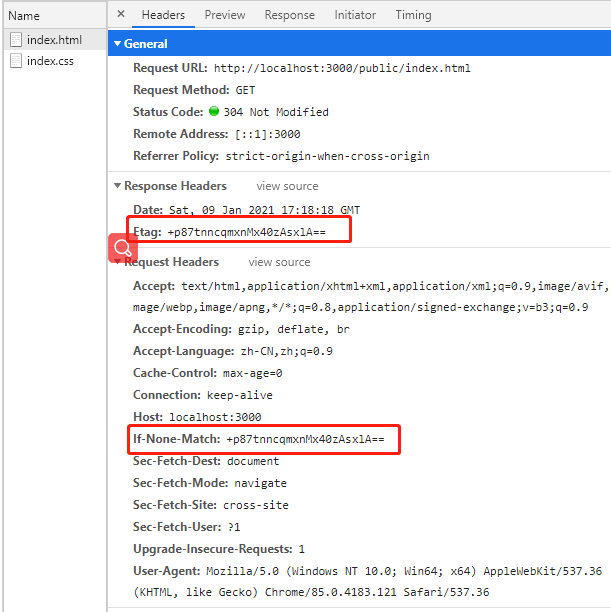 Name
× Headers Preview Response Initiator Timing
index.html
index.css
General
Request URL: http://localhost:3000/public/index.html
Request Method: GET
Status Code: 304 Not Modified
Remote Address: [::1]:3000
Referrer Policy: strict-origin-when-cross-origin
Response Headers view source
Date: Sat, 09 Jan 2021 17:18:18 GMT
Etag: +p87tnncqmxnMx40zAsxlA==
Request Headers view source
Accept: text/html,application/xhtml+xml,application/xml;q=0.9,image/avif,
mage/webp,image/apng,*/*;q=0.8,application/signed-exchange;v=b3;q=0.9
Accept-Encoding: gzip, deflate, br
Accept-Language: zh-CN,zh;q=0.9
Cache-Control: max-age=0
Connection: keep-alive
Host: localhost:3000
If-None-Match: +p87tnncqmxnMx40zAsxlA==
Sec-Fetch-Dest: document
Sec-Fetch-Mode: navigate
Sec-Fetch-Site: cross-site
Sec-Fetch-User: ?1
Upgrade-Insecure-Requests: 1
User-Agent: Mozilla/5.0 (Windows NT 10.0; Win64; x64) AppleWebKit/537.36
(KHTML, like Gecko) Chrome/85.0.4183.121 Safari/537.36